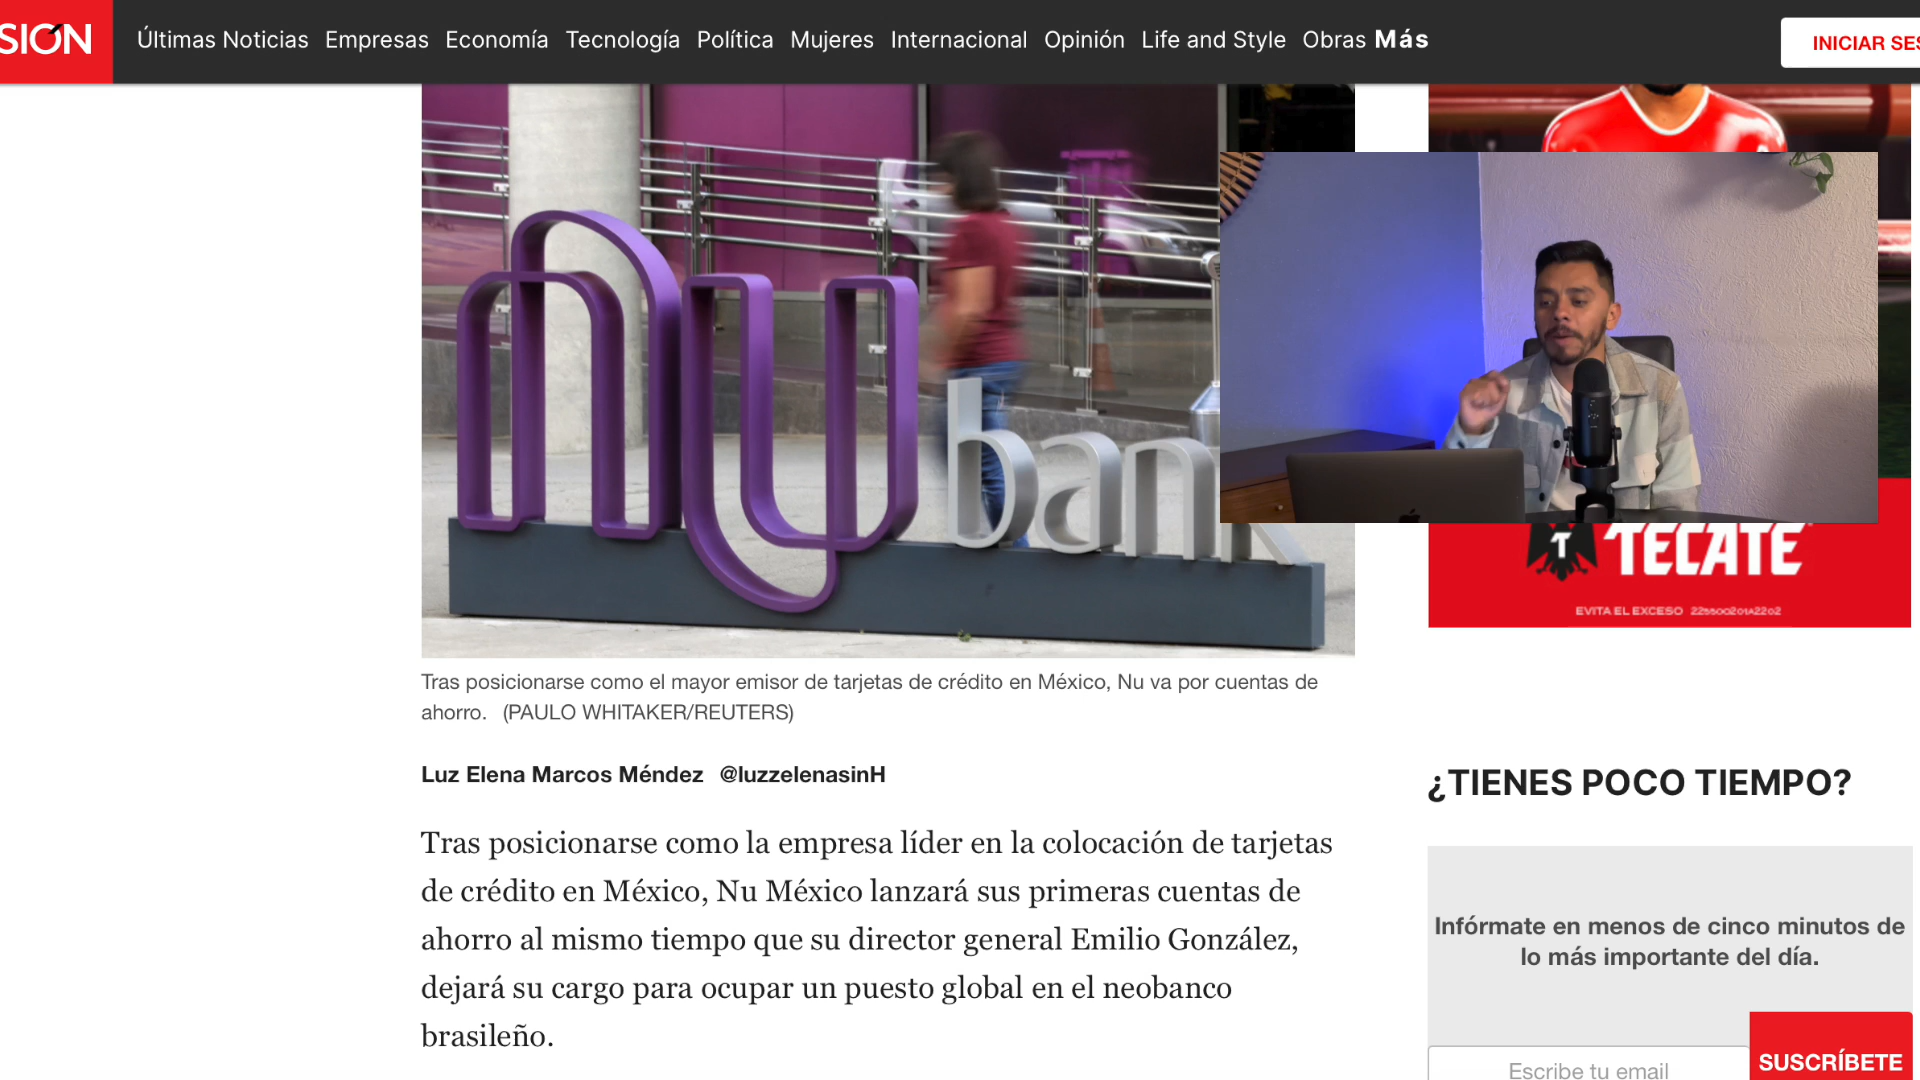 SIÓN
Últimas Noticias Empresas Economía Tecnología Política Mujeres Internacional Opinión Life and Style Obras Más
INICIAR SES
nu bank
T TECATE
EVITA EL EXCESO
Tras posicionarse como el mayor emisor de tarjetas de crédito en México, Nu va por cuentas de
ahorro. (PAULO WHITAKER/REUTERS)
Luz Elena Marcos Méndez @luzzelenasinH
Tras posicionarse como la empresa líder en la colocación de tarjetas
de crédito en México, Nu México lanzará sus primeras cuentas de
ahorro al mismo tiempo que su director general Emilio González,
dejará su cargo para ocupar un puesto global en el neobanco
brasileño.
¿TIENES POCO TIEMPO?
Infórmate en menos de cinco minutos de
lo más importante del día.
Escribe tu email
SUSCRÍBETE